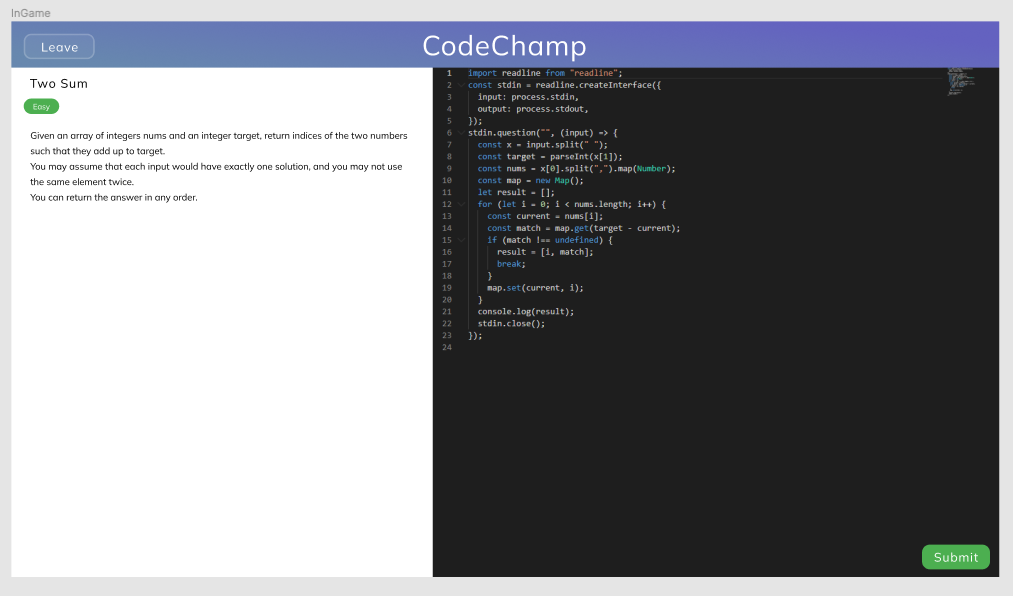 InGame
Leave
CodeChamp
Two Sum
Easy
Given an array of integers nums and an integer target, return indices of the two numbers
such that they add up to target.
You may assume that each input would have exactly one solution, and you may not use
the same element twice.
You can return the answer in any order.
1 import readline from "readline";
2 const stdin = readline.createInterface({
3 input: process.stdin,
4 output: process.stdout,
5 });
6 stdin.question("", (input) => {
7 const x = input.split(" ");
8 const target = parseInt(x[1]);
9 const nums = x[0].split(",").map(Number);
10 const map = new Map();
11 let result = [];
12 for (let i = 0; i < nums.length; i++) {
13 const current = nums[i];
14 const match = map.get(target - current);
15 if (match !== undefined) {
16 result = [i, match];
17 break;
18 }
19 map.set(current, i);
20 }
21 console.log(result);
22 stdin.close();
23 });
24
Submit